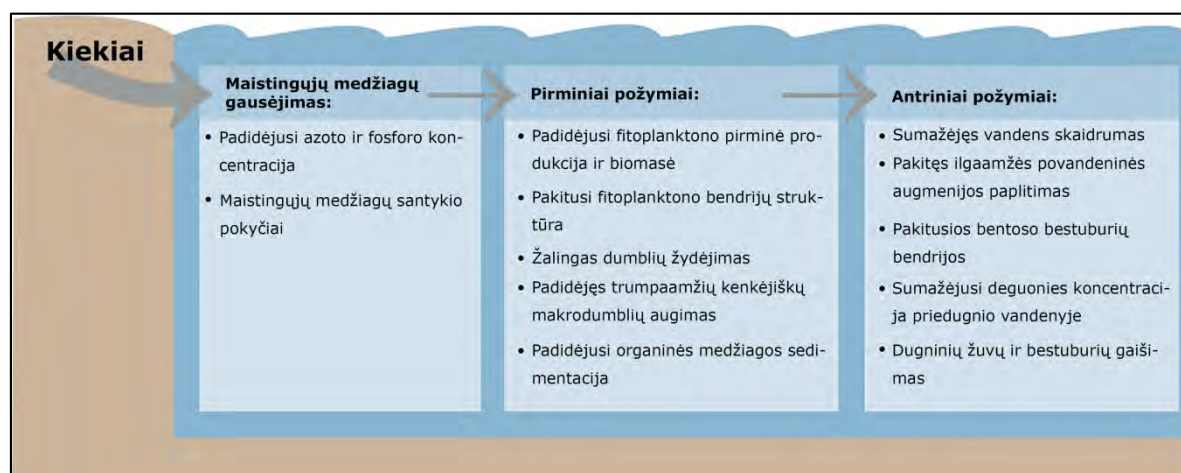 Kiekiai
Maistingųjų medžiagų
gausėjimas:
• Padidėjusi azoto ir fosforo kon-
centracija
• Maistingųjų medžiagų santykio
pokyčiai
Pirminiai požymiai:
• Padidėjusi fitoplanktono pirminė pro-
dukcija ir biomasė
• Pakitusi fitoplanktono bendrijų struk-
tūra
• Žalingas dumblių žydėjimas
• Padidėjęs trumpaamžių kenkėjiškų
makrodumblių augimas
• Padidėjusi organinės medžiagos sedi-
mentacija
Antriniai požymiai:
• Sumažėjęs vandens skaidrumas
• Pakitęs ilgaamžės povandeninės
augmenijos paplitimas
• Pakitusios bentoso bestuburių
bendrijos
• Sumažėjusi deguonies koncentraci-
ja priedugnio vandenyje
• Dugninių žuvų ir bestuburių gaiši-
mas